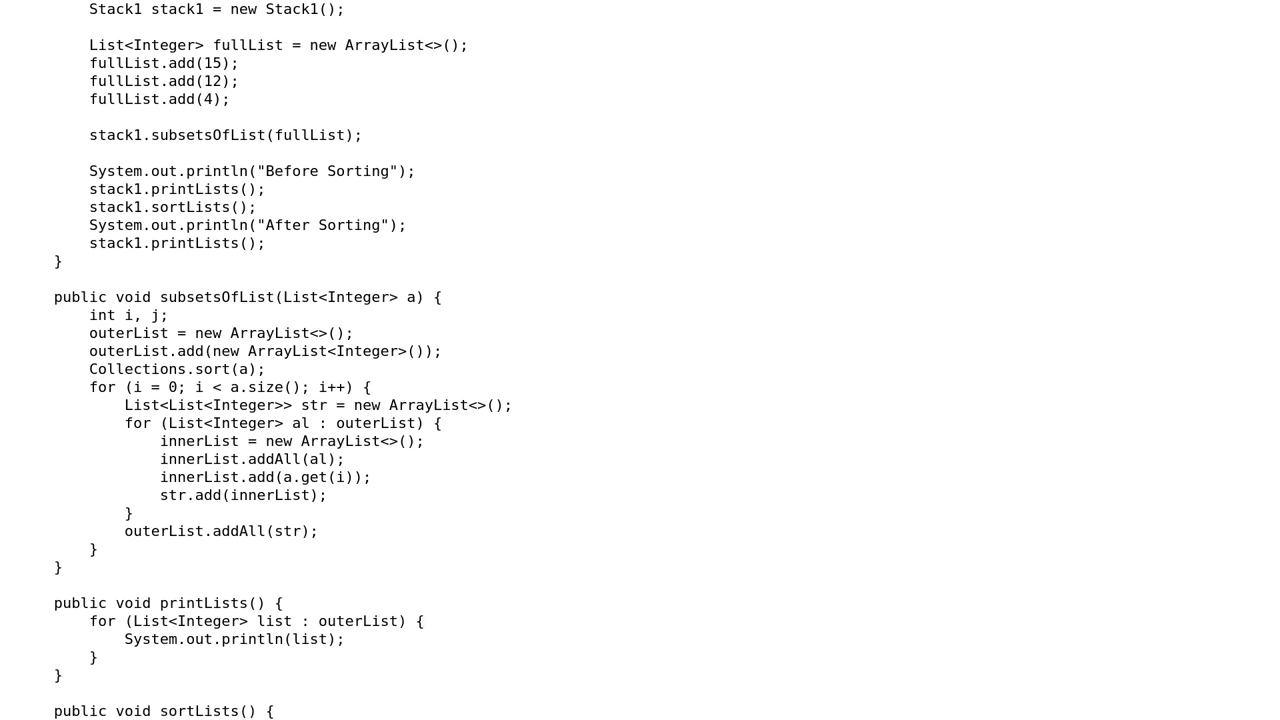 Stack1 stack1 = new Stack1();
List<Integer> fullList = new ArrayList<>();
fullList.add(15);
fullList.add(12);
fullList.add(4);
stack1.subsetsOfList(fullList);
System.out.println("Before Sorting");
stack1.printLists();
stack1.sortLists();
System.out.println("After Sorting");
stack1.printLists();
}
public void subsetsOfList(List<Integer> a) {
int i, j;
outerList = new ArrayList<>();
outerList.add(new ArrayList<Integer>());
Collections.sort(a);
for (i = 0; i < a.size(); i++) {
List<List<Integer>> str = new ArrayList<>();
for (List<Integer> al : outerList) {
innerList = new ArrayList<>();
innerList.addAll(al);
innerList.add(a.get(i));
str.add(innerList);
}
outerList.addAll(str);
}
}
public void printLists() {
for (List<Integer> list : outerList) {
System.out.println(list);
}
}
public void sortLists() {